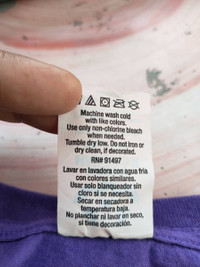 Machine wash cold
with like colors.
Use only non-chlorine bleach
when needed.
Tumble dry low. Do not iron or
dry clean, if decorated.
RN# 91497
Lavar en lavadora con agua fria
con colores similares.
Usar solo blanqueador sin
cloro si se necesita.
Secar en secadora a
temperatura baja.
No planchar ni lavar en seco,
si tiene decoración.